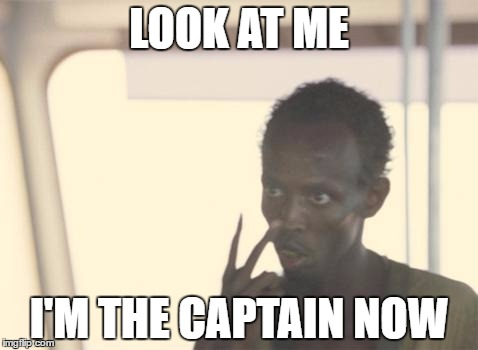 LOOK AT ME
I'M THE CAPTAIN NOW
imgflip.com